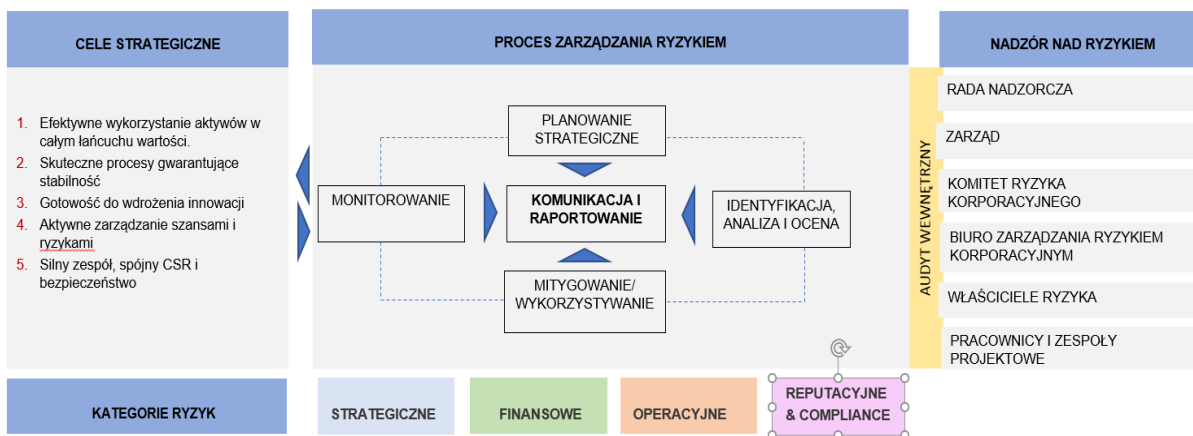 CELE STRATEGICZNE
1. Efektywne wykorzystanie aktywów w
całym łańcuchu wartości.
2. Skuteczne procesy gwarantujące
stabilność
3. Gotowość do wdrożenia innowacji
4. Aktywne zarządzanie szansami i
ryzykami
5. Silny zespół, spójny CSR i
bezpieczeństwo
PROCES ZARZĄDZANIA RYZYKIEM
PLANOWANIE
STRATEGICZNE
MONITOROWANIE
KOMUNIKACJA I
RAPORTOWANIE
IDENTYFIKACJA,
ANALIZA I OCENA
MITYGOWANIE/
WYKORZYSTYWANIE
AUDYT WEWNĘTRZNY
NADZÓR NAD RYZYKIEM
RADA NADZORCZA
ZARZĄD
KOMITET RYZYKA
KORPORACYJNEGO
BIURO ZARZĄDZANIA RYZYKIEM
KORPORACYJNYM
WŁAŚCICIELE RYZYKA
PRACOWNICY I ZESPOŁY
PROJEKTOWE
KATEGORIE RYZYK
STRATEGICZNE
FINANSOWE
OPERACYJNE
REPUTACYJNE
& COMPLIANCE